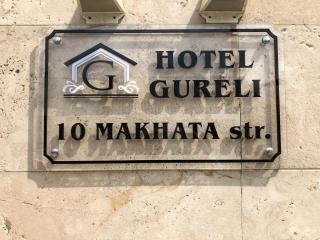 G
HOTEL
GURELI
10 MAKHATA str.